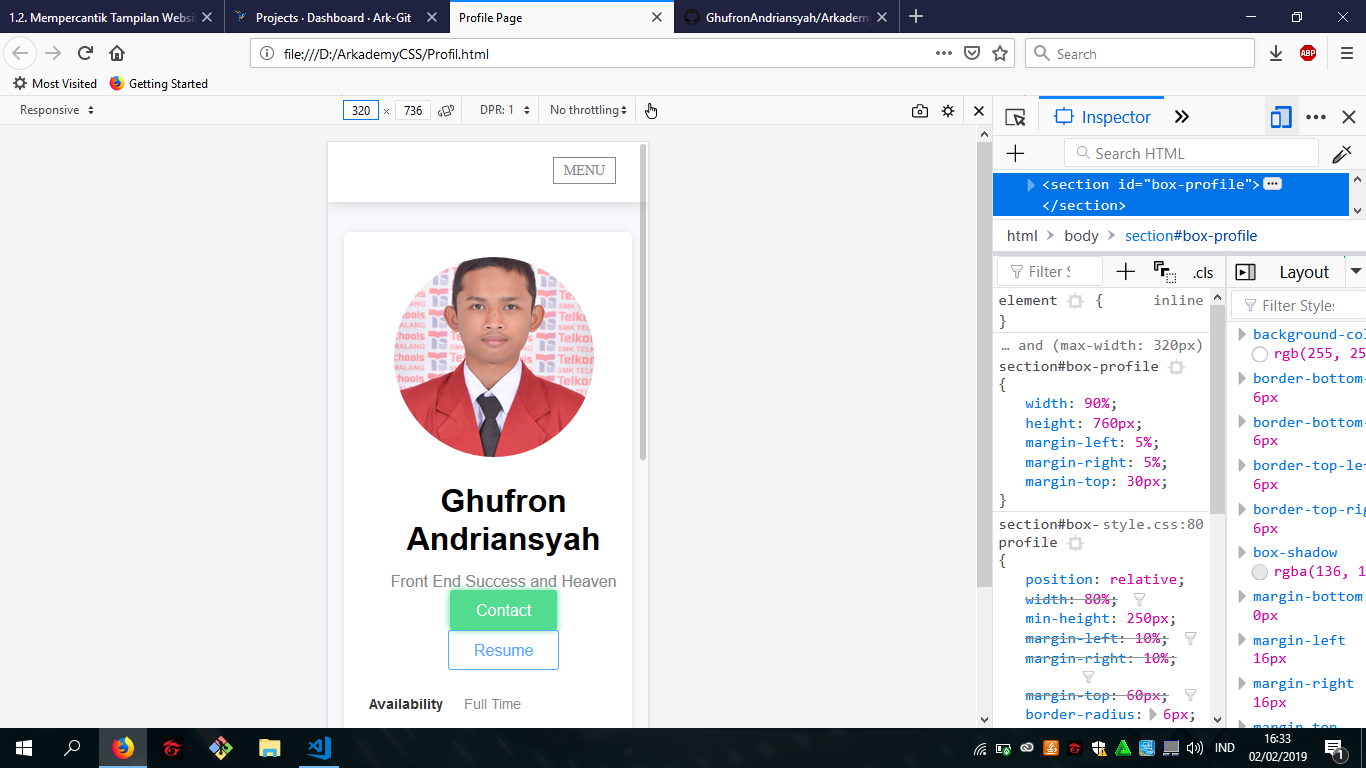 1.2. Mempercantik Tampilan Websi
Projects · Dashboard · Ark-Git
Profile Page
GhufronAndriansyah/Arkademy
file:///D:/ArkademyCSS/Profil.html
Search
ABP
Most Visited
Getting Started
Responsive
320 × 736
DPR: 1
No throttling
Inspector
Search HTML
<section id="box-profile">
</section>
html
body
section#box-profile
Filter S
.cls
Layout
Filter Styles
element {
inline
}
… and (max-width: 320px)
section#box-profile
{
width: 90%;
height: 760px;
margin-left: 5%;
margin-right: 5%;
margin-top: 30px;
}
section#box-profile
style.css:80
{
position: relative;
width: 80%;
min-height: 250px;
margin-left: 10%;
margin-right: 10%;
margin-top: 60px;
border-radius: 6px;
background-col
rgb(255, 25
border-bottom-
6px
border-bottom-
6px
border-top-lef
6px
border-top-rig
6px
box-shadow
rgba(136, 1
margin-bottom
0px
margin-left
16px
margin-right
16px
margin-top
MENU
Telkom
SMK TELK
MALANG
Schools
Ghufron
Andriansyah
Front End Success and Heaven
Contact
Resume
Availability
Full Time
IND
16:33
02/02/2019
1